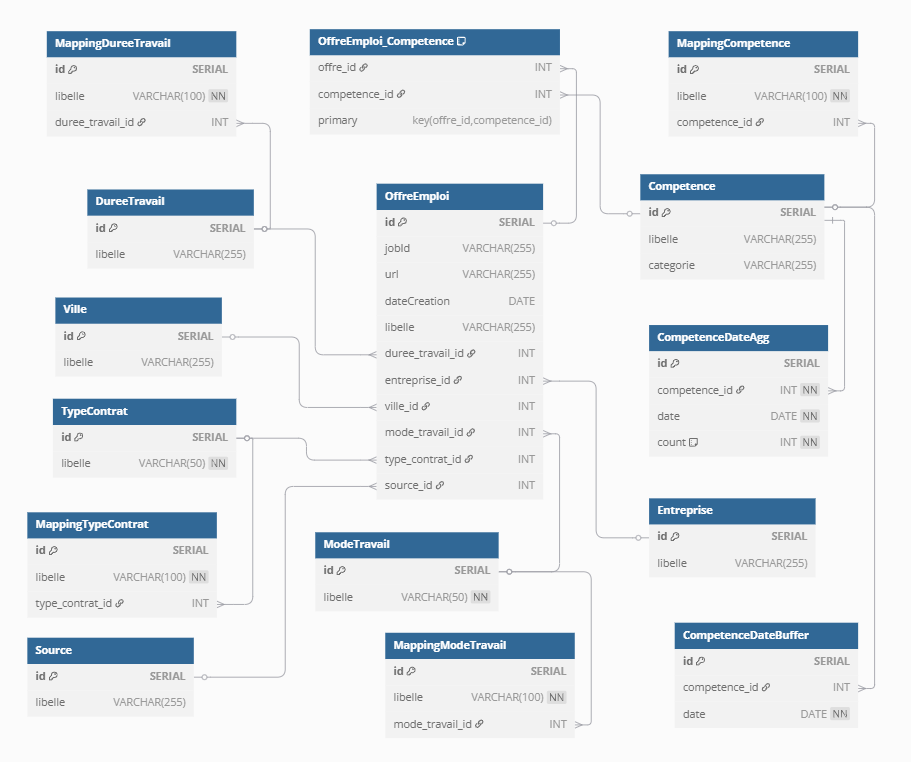 MappingDureeTravail
id SERIAL
libelle VARCHAR(100) NN
duree_travail_id INT
OffreEmploi_Competence
offre_id INT
competence_id INT
primary key(offre_id,competence_id)
MappingCompetence
id SERIAL
libelle VARCHAR(100) NN
competence_id INT
DureeTravail
id SERIAL
libelle VARCHAR(255)
OffreEmploi
id SERIAL
jobId VARCHAR(255)
url VARCHAR(255)
dateCreation DATE
libelle VARCHAR(255)
duree_travail_id INT
entreprise_id INT
ville_id INT
mode_travail_id INT
type_contrat_id INT
source_id INT
Competence
id SERIAL
libelle VARCHAR(255)
categorie VARCHAR(255)
Ville
id SERIAL
libelle VARCHAR(255)
CompetenceDateAgg
id SERIAL
competence_id INT NN
date DATE NN
count INT NN
TypeContrat
id SERIAL
libelle VARCHAR(50) NN
MappingTypeContrat
id SERIAL
libelle VARCHAR(100) NN
type_contrat_id INT
ModeTravail
id SERIAL
libelle VARCHAR(50) NN
Entreprise
id SERIAL
libelle VARCHAR(255)
Source
id SERIAL
libelle VARCHAR(255)
MappingModeTravail
id SERIAL
libelle VARCHAR(100) NN
mode_travail_id INT
CompetenceDateBuffer
id SERIAL
competence_id INT
date DATE NN